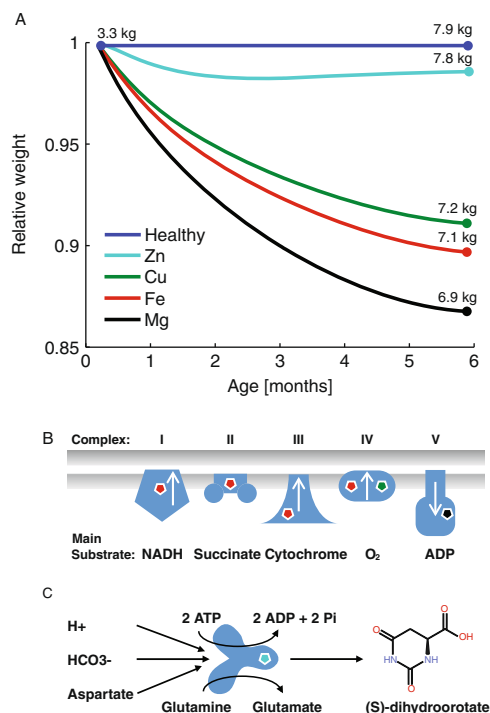 A
3.3 kg
7.9 kg
7.8 kg
7.2 kg
7.1 kg
6.9 kg
1
0.95
0.9
0.85
Relative weight
Healthy
Zn
Cu
Fe
Mg
1 2 3 4 5 6
Age [months]
B
Complex: I II III IV V
Main
Substrate: NADH Succinate Cytochrome O₂ ADP
C
H+
HCO3-
Aspartate
2 ATP 2 ADP + 2 Pi
Glutamine Glutamate
O
O
OH
HN NH
O
(S)-dihydroorotate